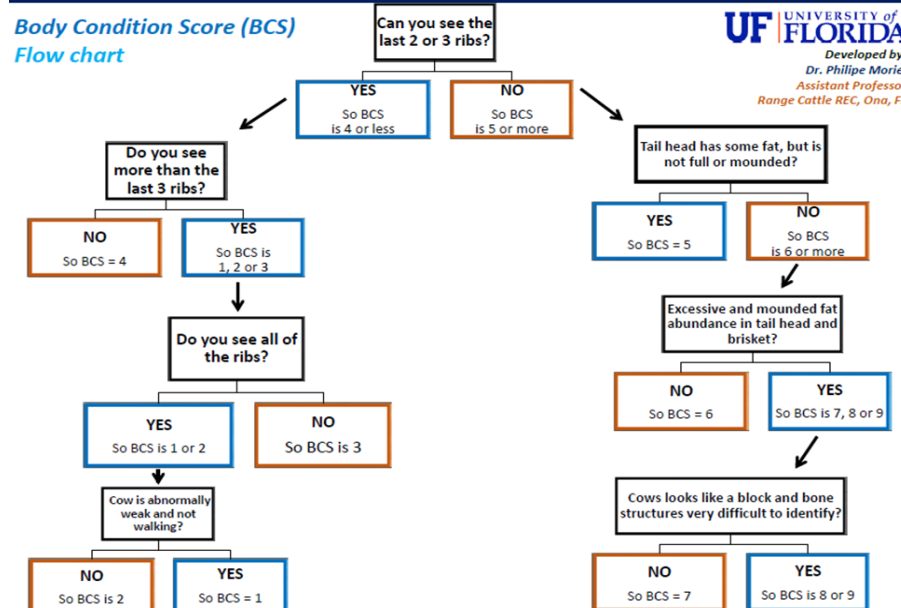 Body Condition Score (BCS)
Flow chart
Can you see the
last 2 or 3 ribs?
UF UNIVERSITY of
FLORIDA
Developed by
Dr. Philipe Morie
Assistant Professo
Range Cattle REC, Ona, F
YES
So BCS
is 4 or less
NO
So BCS
is 5 or more
Do you see
more than the
last 3 ribs?
Tail head has some fat, but is
not full or mounded?
NO
So BCS = 4
YES
So BCS is
1, 2 or 3
YES
So BCS = 5
NO
So BCS
is 6 or more
Do you see all of
the ribs?
Excessive and mounded fat
abundance in tail head and
brisket?
YES
So BCS is 1 or 2
NO
So BCS is 3
NO
So BCS = 6
YES
So BCS is 7, 8 or 9
Cow is abnormally
weak and not
walking?
Cows looks like a block and bone
structures very difficult to identify?
NO
So BCS is 2
YES
So BCS = 1
NO
So BCS = 7
YES
So BCS is 8 or 9